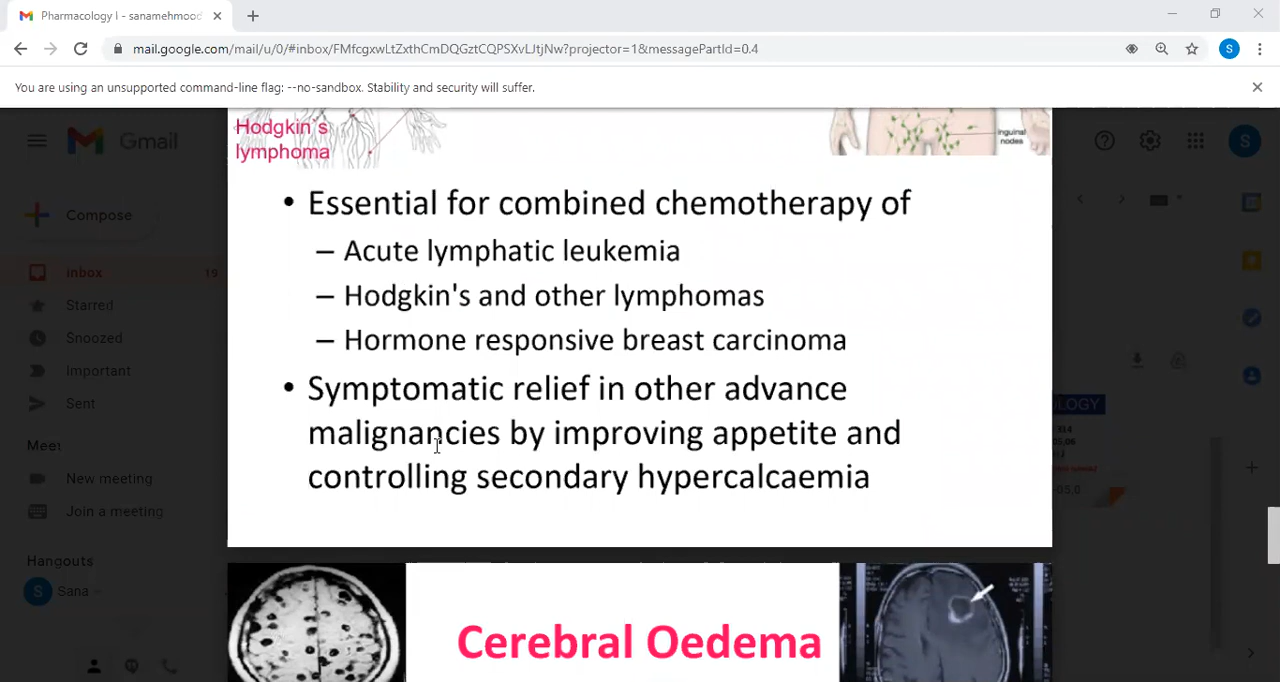 Pharmacology I - sanamehmood
mail.google.com/mail/u/0/#inbox/FMfcgxwLtZxthCmDQGztCQPSXvLJtjNw?projector=1&messagePartId=0.4
S
You are using an unsupported command-line flag: --no-sandbox. Stability and security will suffer.
Gmail
S
Compose
Inbox 19
Starred
Snoozed
Important
Sent
Meet
New meeting
Join a meeting
Hangouts
S Sana
Hodgkin's
lymphoma
inguinal
nodes
• Essential for combined chemotherapy of
– Acute lymphatic leukemia
– Hodgkin's and other lymphomas
– Hormone responsive breast carcinoma
• Symptomatic relief in other advance
malignancies by improving appetite and
controlling secondary hypercalcaemia
Cerebral Oedema
OLOGY